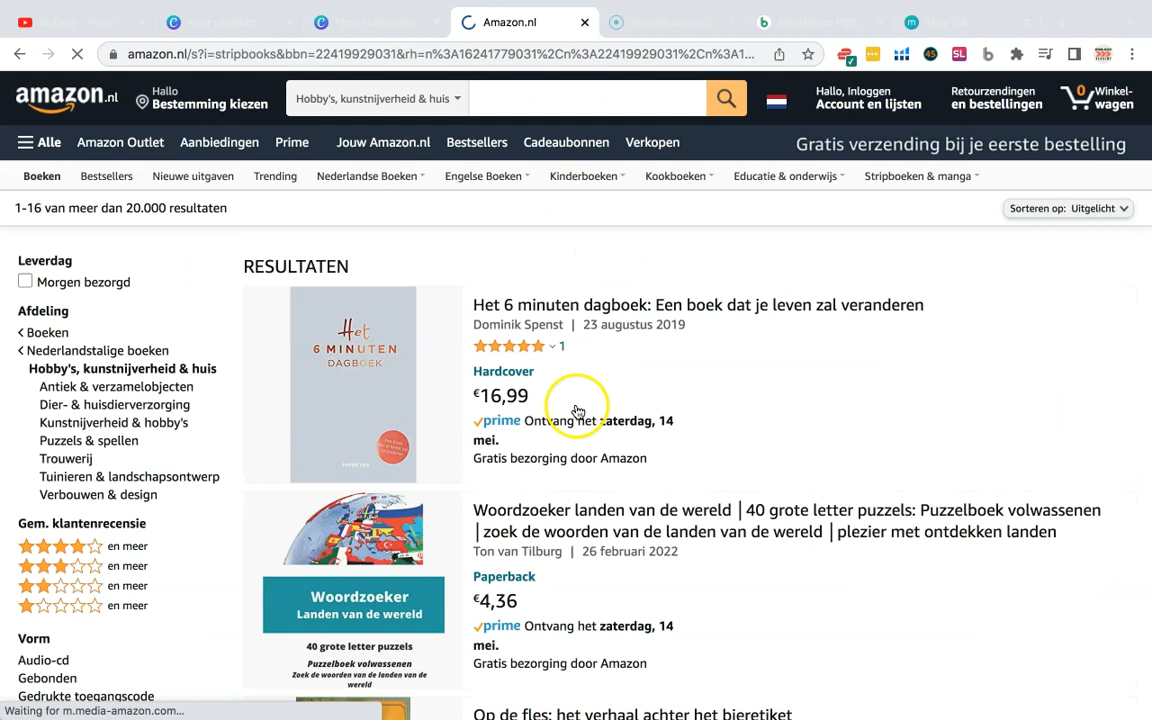 Amazon.nl
amazon.nl/s?i=stripbooks&bbn=22419929031&rh=n%3A16241779031%2Cn%3A22419929031%2Cn%3A1...
amazon.nl
Hallo
Bestemming kiezen
Hobby's, kunstnijverheid & huis
Hallo, Inloggen
Account en lijsten
Retourzendingen
en bestellingen
0
Winkel-
wagen
Alle
Amazon Outlet
Aanbiedingen
Prime
Jouw Amazon.nl
Bestsellers
Cadeaubonnen
Verkopen
Gratis verzending bij je eerste bestelling
Boeken
Bestsellers
Nieuwe uitgaven
Trending
Nederlandse Boeken
Engelse Boeken
Kinderboeken
Kookboeken
Educatie & onderwijs
Stripboeken & manga
1-16 van meer dan 20.000 resultaten
Sorteren op: Uitgelicht
Leverdag
Morgen bezorgd
Afdeling
Boeken
Nederlandstalige boeken
Hobby's, kunstnijverheid & huis
Antiek & verzamelobjecten
Dier- & huisdierverzorging
Kunstnijverheid & hobby's
Puzzels & spellen
Trouwerij
Tuinieren & landschapsontwerp
Verbouwen & design
Gem. klantenrecensie
en meer
en meer
en meer
en meer
Vorm
Audio-cd
Gebonden
Gedrukte toegangscode
Waiting for m.media-amazon.com...
RESULTATEN
Het
6 MINUTEN
DAGBOEK
Het 6 minuten dagboek: Een boek dat je leven zal veranderen
Dominik Spenst | 23 augustus 2019
1
Hardcover
€16,99
prime Ontvang het zaterdag, 14
mei.
Gratis bezorging door Amazon
Woordzoeker
Landen van de wereld
40 grote letter puzzels
Puzzelboek volwassenen
Zoek de woorden van de landen van de
wereld
Woordzoeker landen van de wereld │40 grote letter puzzels: Puzzelboek volwassenen
│zoek de woorden van de landen van de wereld │plezier met ontdekken landen
Ton van Tilburg | 26 februari 2022
Paperback
€4,36
prime Ontvang het zaterdag, 14
mei.
Gratis bezorging door Amazon
Op de fles: het verhaal achter het bieretiket